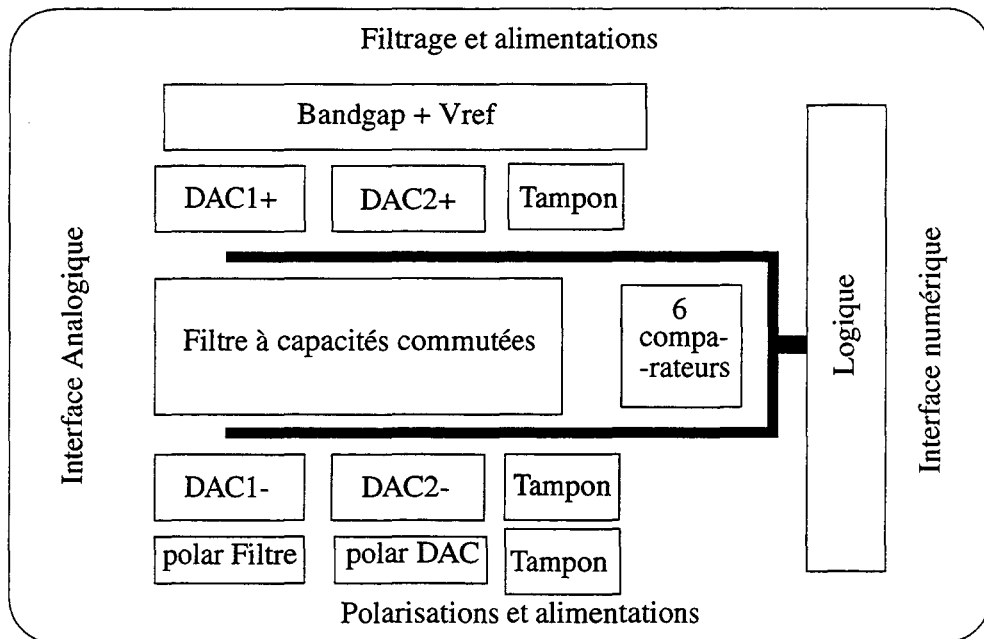 Filtrage et alimentations
Bandgap + Vref
DAC1+
DAC2+
Tampon
Interface Analogique
Filtre à capacités commutées
6
compa-
-rateurs
Logique
Interface numérique
DAC1-
DAC2-
Tampon
polar Filtre
polar DAC
Tampon
Polarisations et alimentations